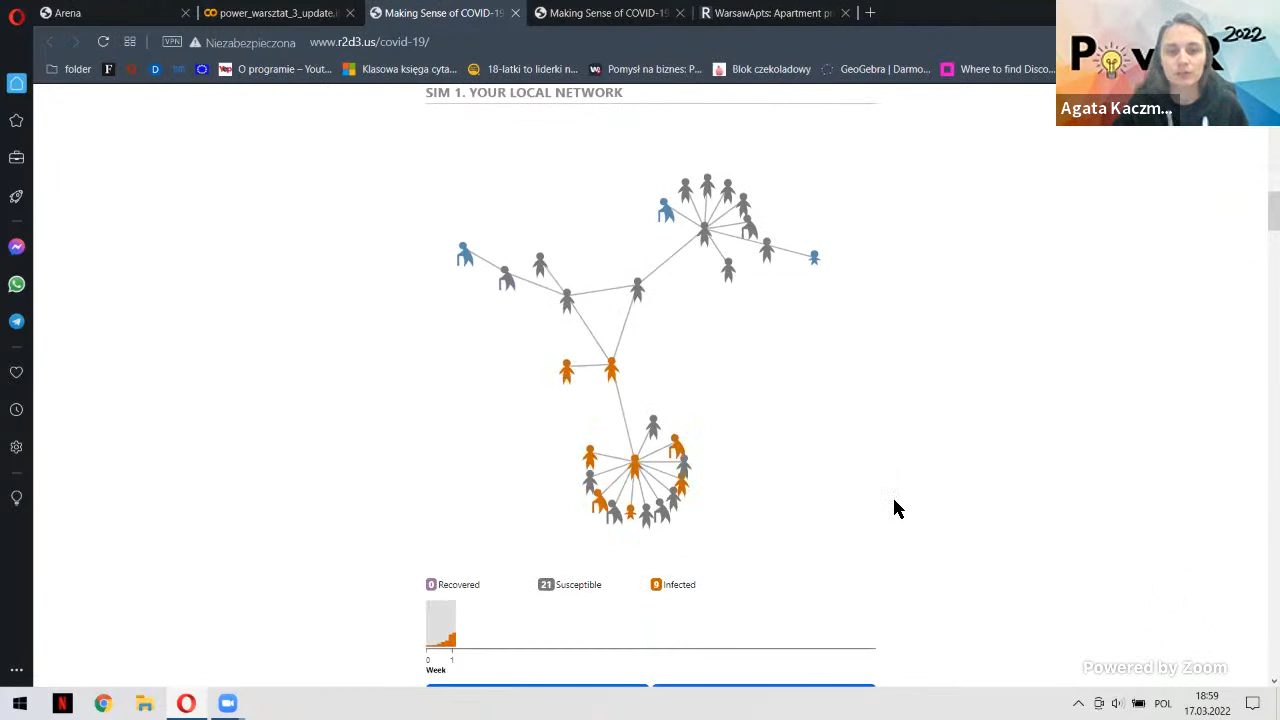 Arena
power_warsztat_3_update.i
Making Sense of COVID-19
Making Sense of COVID-19
WarsawApts: Apartment pr
VPN
Niezabezpieczona
www.r2d3.us/covid-19/
folder
O programie – Yout...
Klasowa księga cyta...
18-latki to liderki n...
Pomysł na biznes: P...
Blok czekoladowy
GeoGebra | Darmo...
Where to find Disco...
2022
Agata Kaczm...
SIM 1. YOUR LOCAL NETWORK
0 Recovered
21 Susceptible
9 Infected
0 1
Week
Powered by Zoom
POL
18:59
17.03.2022